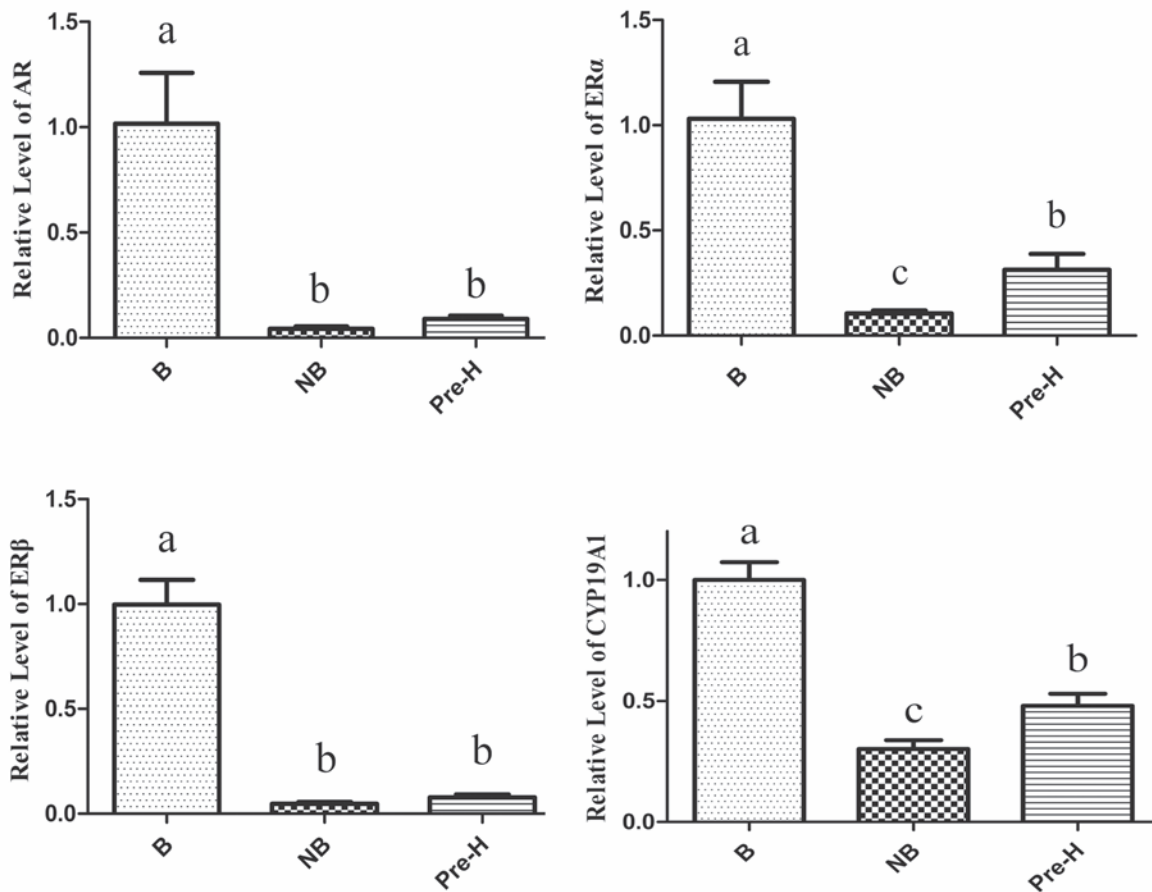 Relative Level of AR
1.5
1.0
0.5
0.0
a
b
b
B
NB
Pre-H
Relative Level of ERα
1.5
1.0
0.5
0.0
a
c
b
B
NB
Pre-H
Relative Level of ERβ
1.5
1.0
0.5
0.0
a
b
b
B
NB
Pre-H
Relative Level of CYP19A1
1.0
0.5
0.0
a
c
b
B
NB
Pre-H